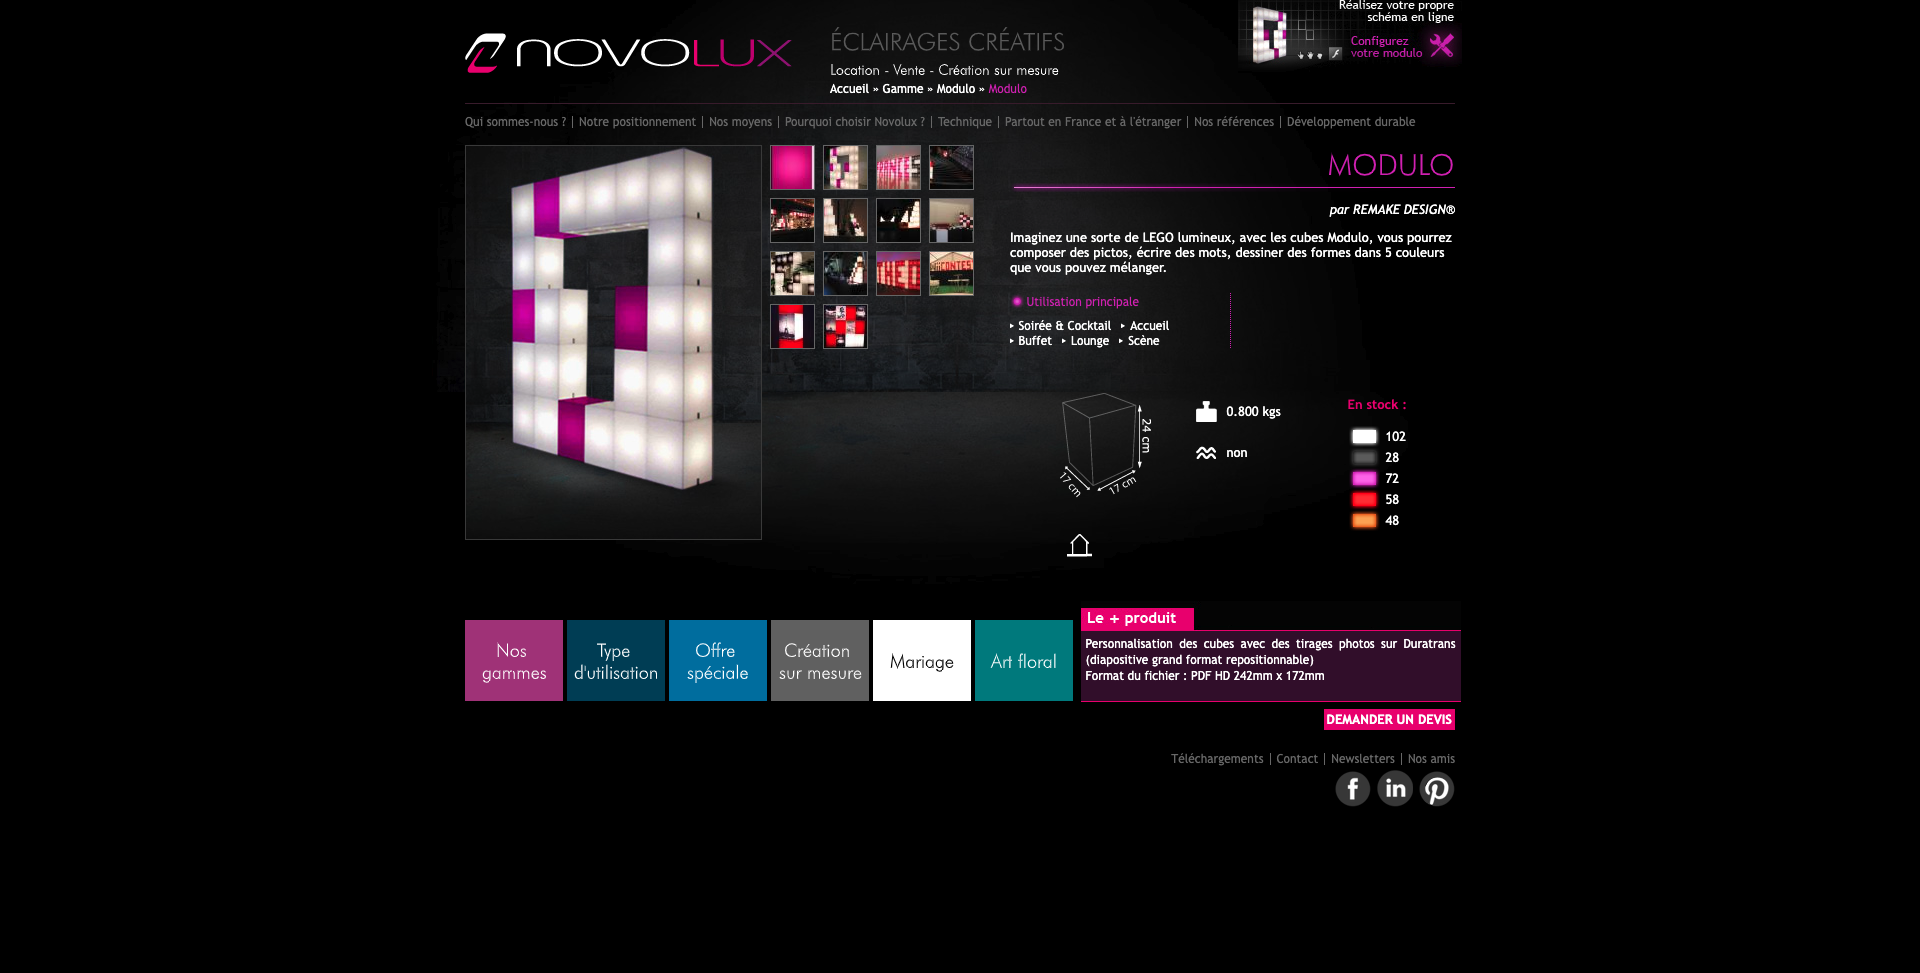 Réalisez votre propre
schéma en ligne
Configurez
votre modulo
NOVOLUX
ÉCLAIRAGES CRÉATIFS
Location - Vente - Création sur mesure
Accueil » Gamme » Modulo » Modulo
Qui sommes-nous ? | Notre positionnement | Nos moyens | Pourquoi choisir Novolux ? | Technique | Partout en France et à l'étranger | Nos références | Développement durable
MODULO
par REMAKE DESIGN®
Imaginez une sorte de LEGO lumineux, avec les cubes Modulo, vous pourrez
composer des pictos, écrire des mots, dessiner des formes dans 5 couleurs
que vous pouvez mélanger.
Utilisation principale
Soirée & Cocktail Accueil
Buffet Lounge Scène
24 cm
17 cm
17 cm
0.800 kgs
non
En stock :
102
28
72
58
48
Nos
gammes
Type
d'utilisation
Offre
spéciale
Création
sur mesure
Mariage
Art floral
Le + produit
Personnalisation des cubes avec des tirages photos sur Duratrans
(diapositive grand format repositionnable)
Format du fichier : PDF HD 242mm x 172mm
DEMANDER UN DEVIS
Téléchargements | Contact | Newsletters | Nos amis